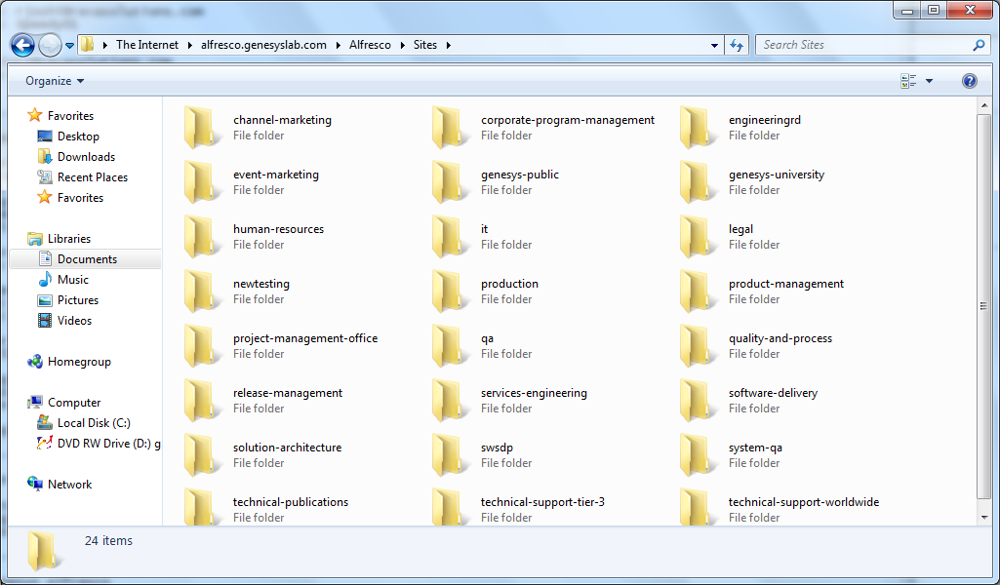 The Internet alfresco.genesyslab.com Alfresco Sites
Search Sites
Organize
Favorites
Desktop
Downloads
Recent Places
Favorites
Libraries
Documents
Music
Pictures
Videos
Homegroup
Computer
Local Disk (C:)
DVD RW Drive (D:) g
Network
channel-marketing
File folder
corporate-program-management
File folder
engineeringrd
File folder
event-marketing
File folder
genesys-public
File folder
genesys-university
File folder
human-resources
File folder
it
File folder
legal
File folder
newtesting
File folder
production
File folder
product-management
File folder
project-management-office
File folder
qa
File folder
quality-and-process
File folder
release-management
File folder
services-engineering
File folder
software-delivery
File folder
solution-architecture
File folder
swsdp
File folder
system-qa
File folder
technical-publications
File folder
technical-support-tier-3
File folder
technical-support-worldwide
File folder
24 items